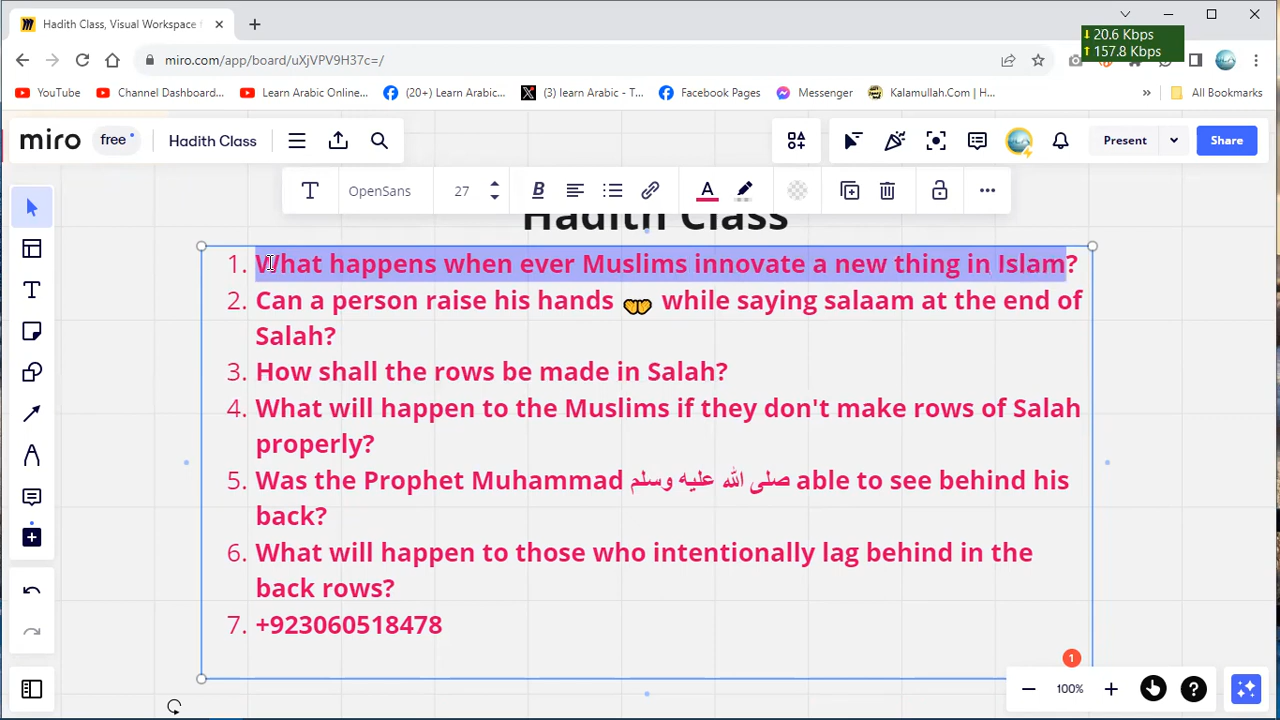 Hadith Class, Visual Workspace f
20.6 Kbps
157.8 Kbps
miro.com/app/board/uXjVPV9H37c=/
YouTube
Channel Dashboard...
Learn Arabic Online...
(20+) Learn Arabic...
(3) learn Arabic - T...
Facebook Pages
Messenger
Kalamullah.Com | H...
»
All Bookmarks
miro
free
Hadith Class
Present
Share
OpenSans
27
B
A
Hadith Class
1. What happens when ever Muslims innovate a new thing in Islam?
2. Can a person raise his hands while saying salaam at the end of
Salah?
3. How shall the rows be made in Salah?
4. What will happen to the Muslims if they don't make rows of Salah
properly?
5. Was the Prophet Muhammad صلى الله عليه وسلم able to see behind his
back?
6. What will happen to those who intentionally lag behind in the
back rows?
7. +923060518478
1
100%